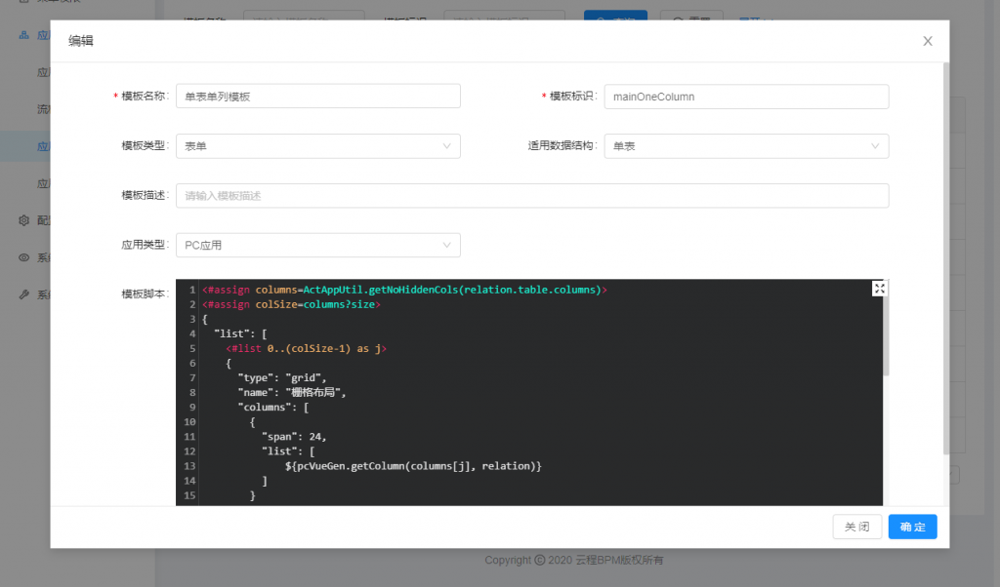 编辑
* 模板名称: 单表单列模板
* 模板标识: mainOneColumn
模板类型: 表单
适用数据结构: 单表
模板描述: 请输入模板描述
应用类型: PC应用
模板脚本:
1 <#assign columns=ActAppUtil.getNoHiddenCols(relation.table.columns)>
2 <#assign colSize=columns?size>
3 {
4 "list": [
5 <#list 0..(colSize-1) as j>
6 {
7 "type": "grid",
8 "name": "栅格布局",
9 "columns": [
10 {
11 "span": 24,
12 "list": [
13 ${pcVueGen.getColumn(columns[j], relation)}
14 ]
15 }
关 闭
确 定
Copyright © 2020 云程BPM版权所有